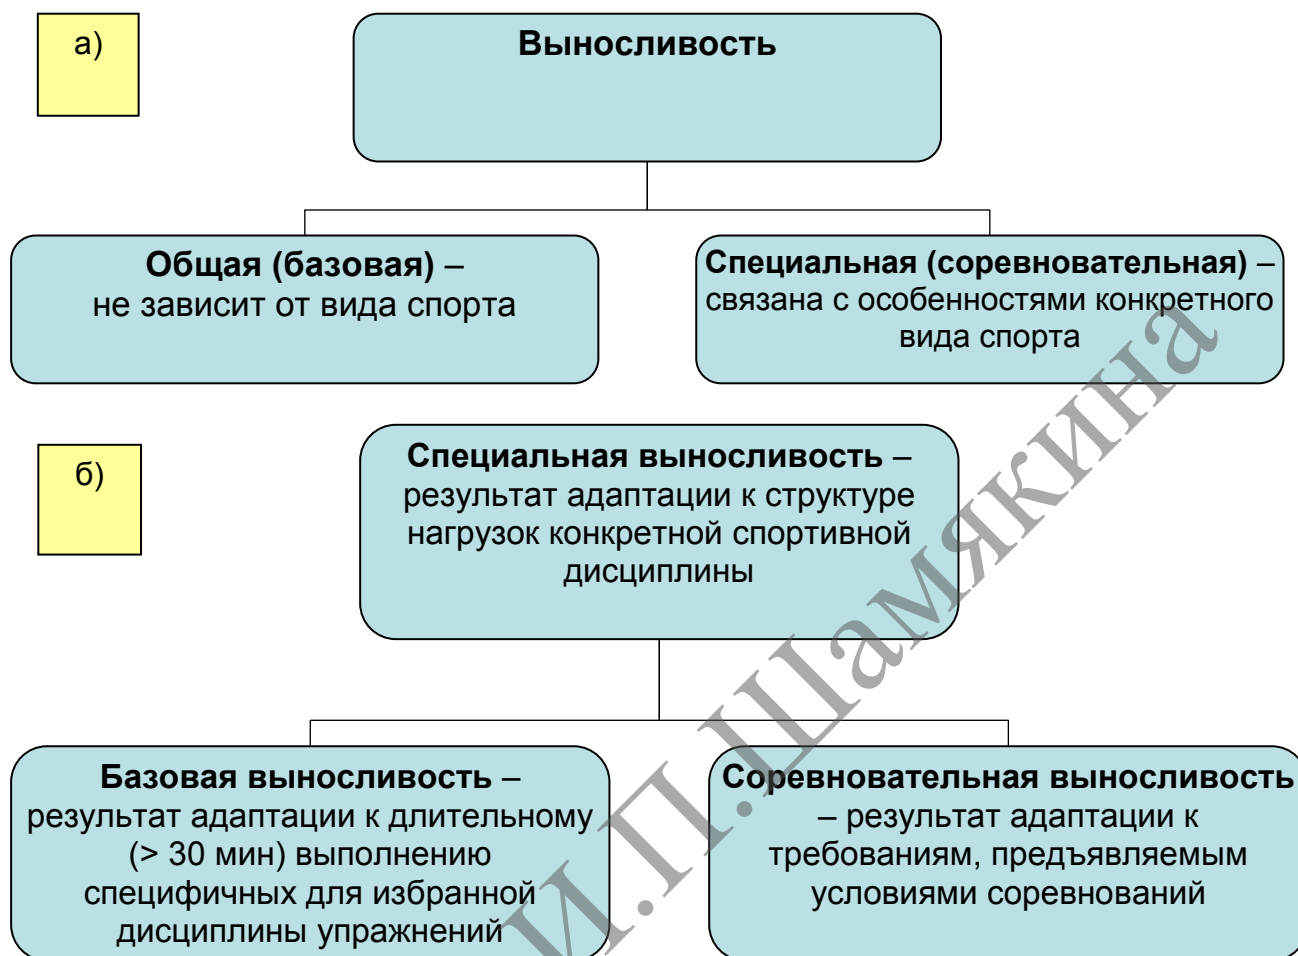 а)
Выносливость
Общая (базовая) –
не зависит от вида спорта
Специальная (соревновательная) –
связана с особенностями конкретного
вида спорта
б)
Специальная выносливость –
результат адаптации к структуре
нагрузок конкретной спортивной
дисциплины
Базовая выносливость –
результат адаптации к длительному
(> 30 мин) выполнению
специфичных для избранной
дисциплины упражнений
Соревновательная выносливость
– результат адаптации к
требованиям, предъявляемым
условиями соревнований
И.П.Шамякина